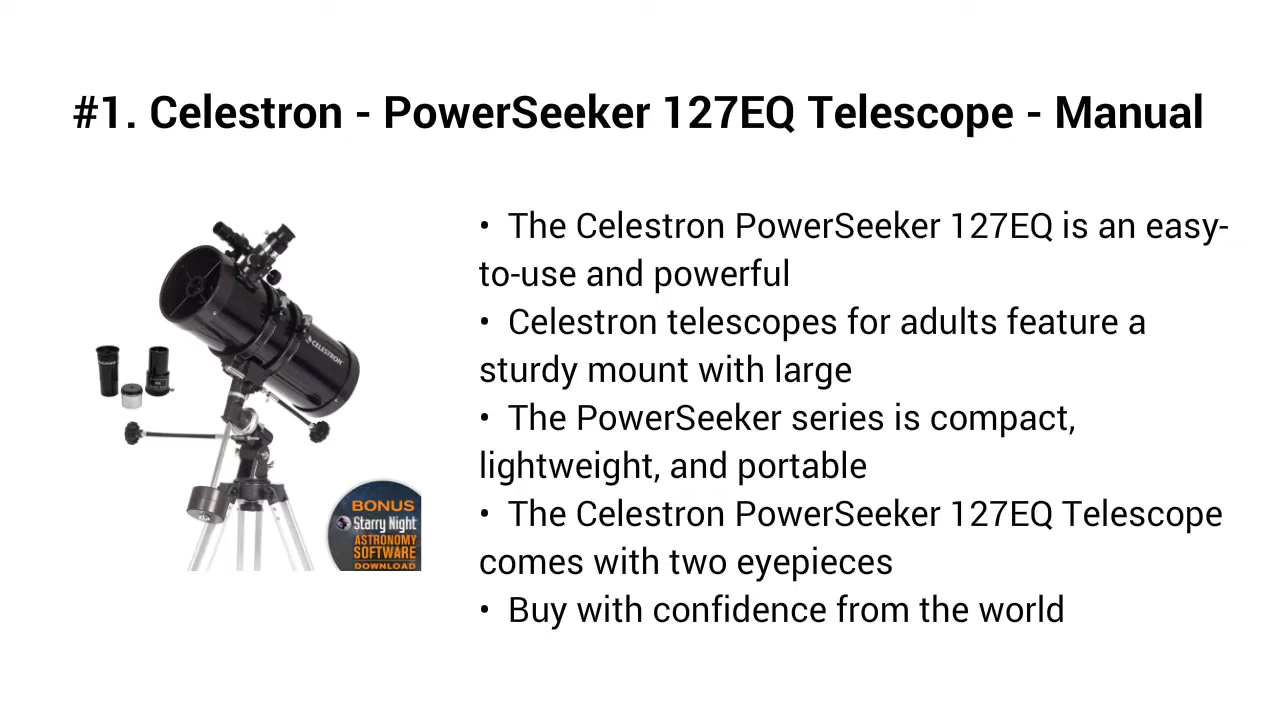 #1. Celestron - PowerSeeker 127EQ Telescope - Manual
• The Celestron PowerSeeker 127EQ is an easy-
to-use and powerful
• Celestron telescopes for adults feature a
sturdy mount with large
• The PowerSeeker series is compact,
lightweight, and portable
• The Celestron PowerSeeker 127EQ Telescope
comes with two eyepieces
• Buy with confidence from the world
CELESTRON
BONUS
Starry Night
ASTRONOMY
SOFTWARE
DOWNLOAD